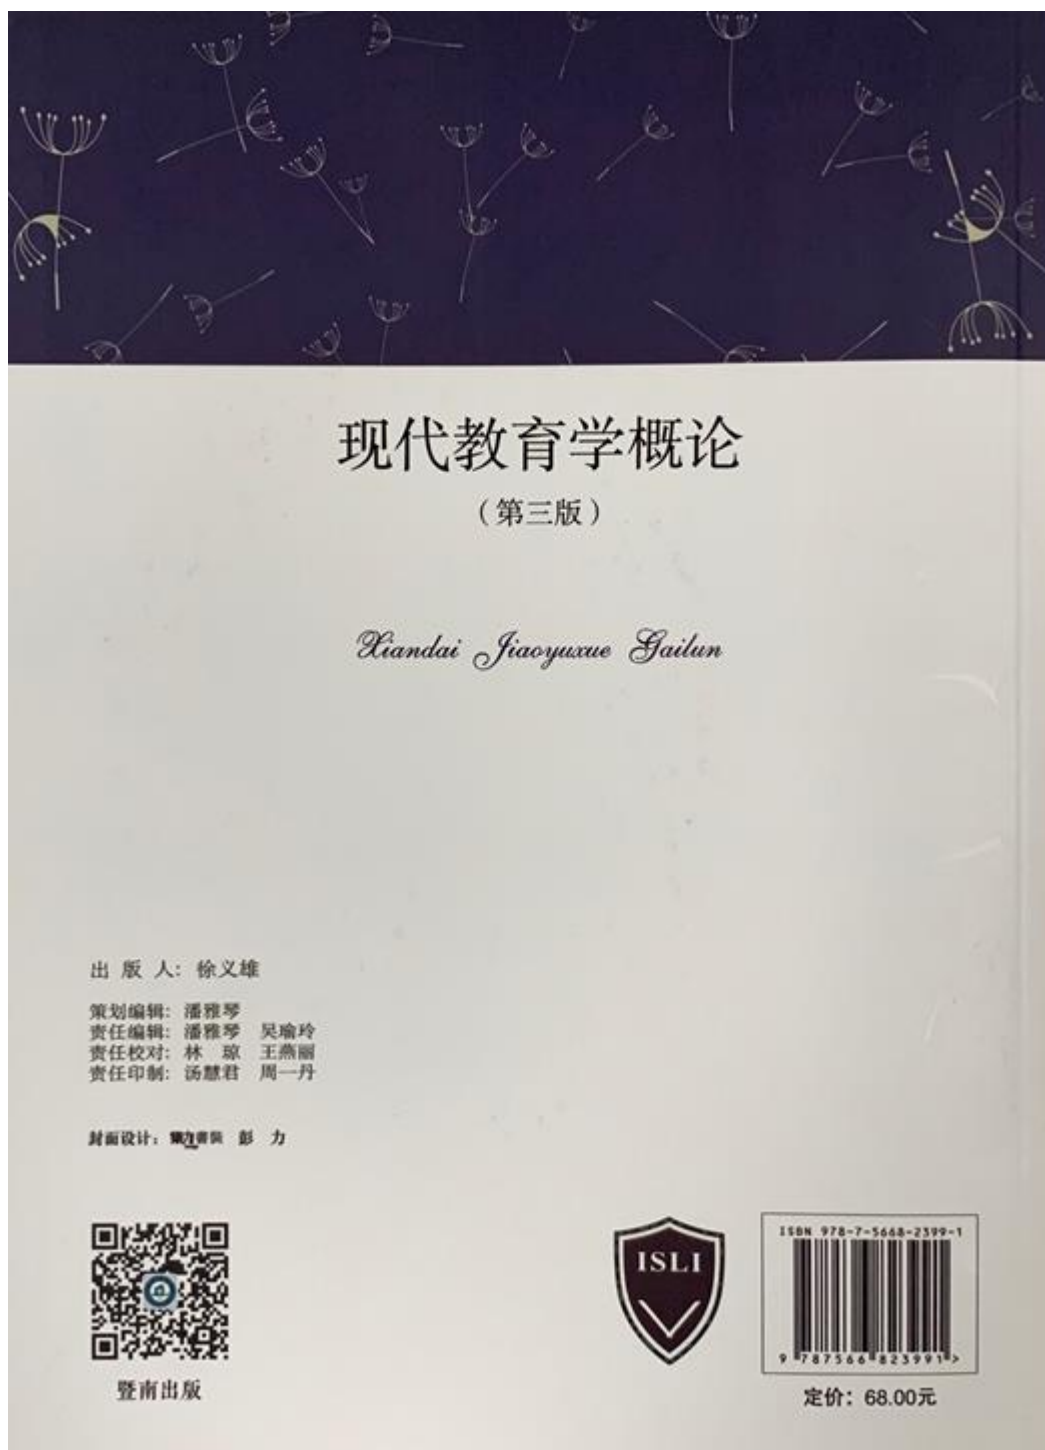 现代教育学概论
（第三版）
Xiandai Jiaoyuxue Gailun
出 版 人：徐义雄
策划编辑：潘雅琴
责任编辑：潘雅琴 吴瑜玲
责任校对：林 琼 王燕丽
责任印制：汤慧君 周一丹
封面设计： 彭 力
暨南出版
ISLI
ISBN 978-7-5668-2399-1
9 787566 823991 >
定价：68.00元